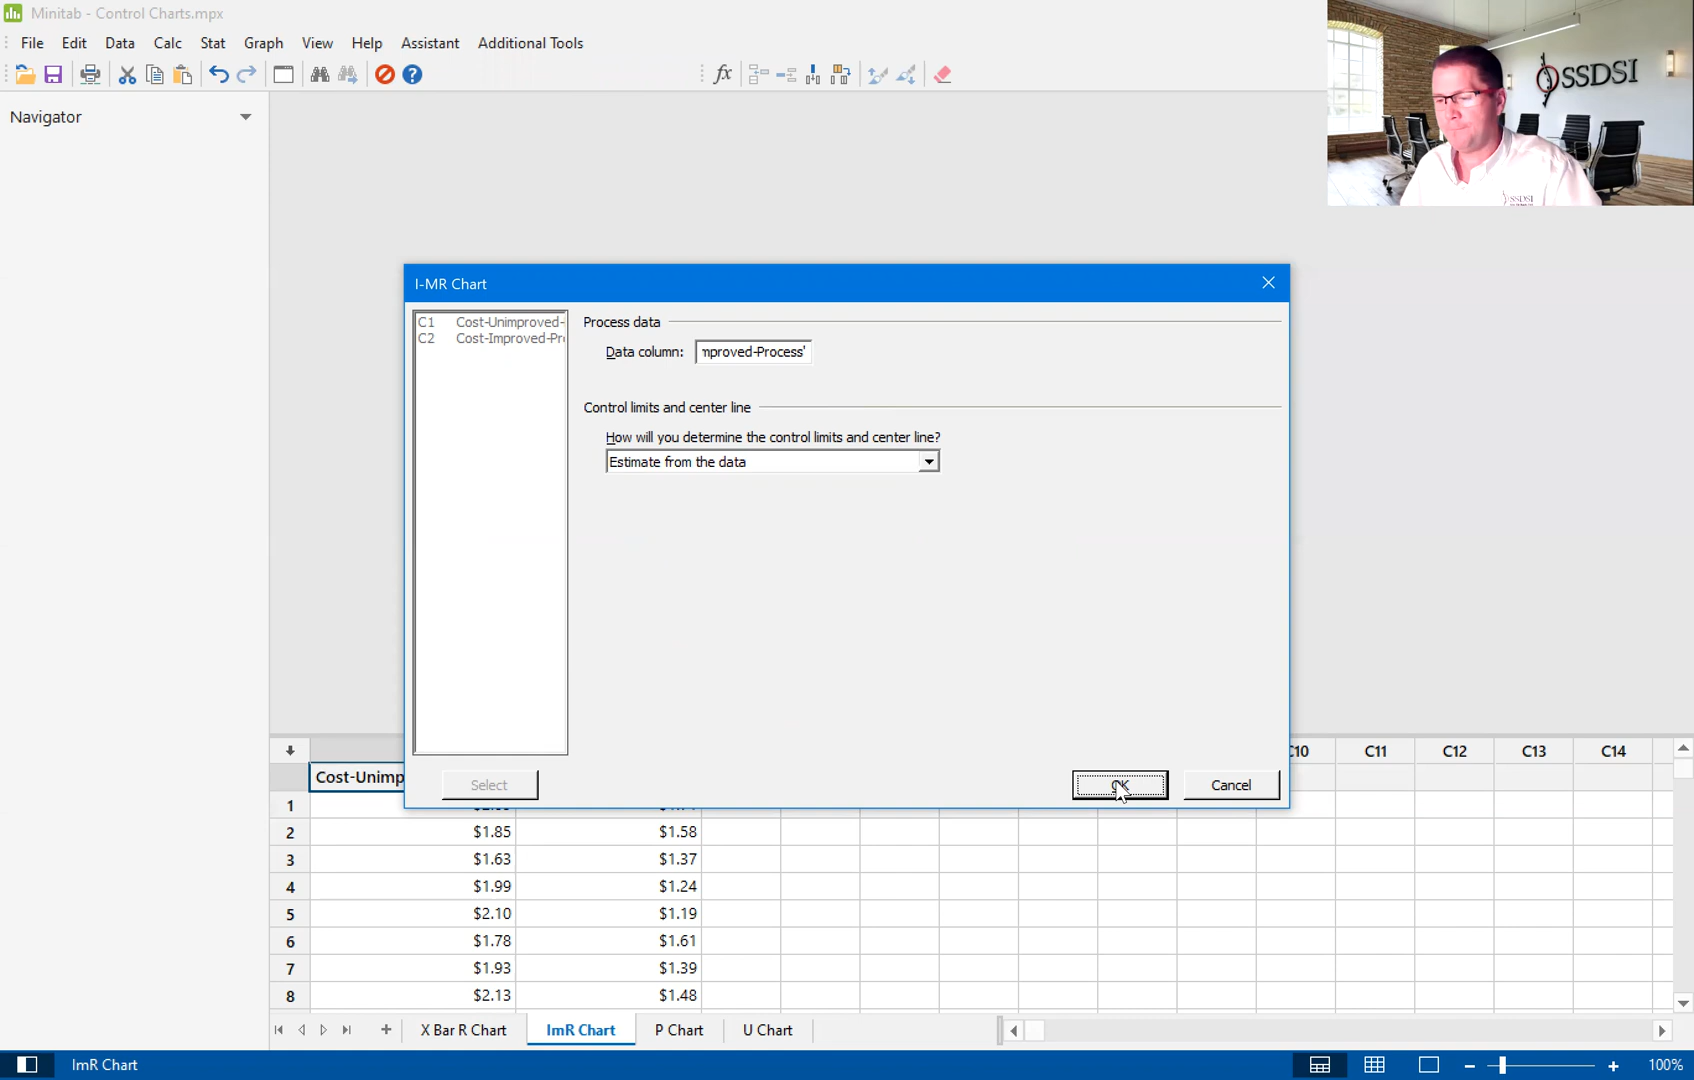 Minitab - Control Charts.mpx
File Edit Data Calc Stat Graph View Help Assistant Additional Tools
fx
SSDSI
Navigator
SSDSI
I-MR Chart
C1 Cost-Unimproved-
C2 Cost-Improved-Pr
Process data
Data column: mproved-Process'
Control limits and center line
How will you determine the control limits and center line?
Estimate from the data
Select OK Cancel
C10 C11 C12 C13 C14
Cost-Unimp
1
2 $1.85 $1.58
3 $1.63 $1.37
4 $1.99 $1.24
5 $2.10 $1.19
6 $1.78 $1.61
7 $1.93 $1.39
8 $2.13 $1.48
X Bar R Chart ImR Chart P Chart U Chart
ImR Chart 100%